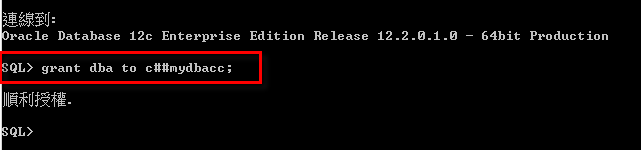 連線到:
Oracle Database 12c Enterprise Edition Release 12.2.0.1.0 - 64bit Production
SQL> grant dba to c##mydbacc;
順利授權.
SQL>